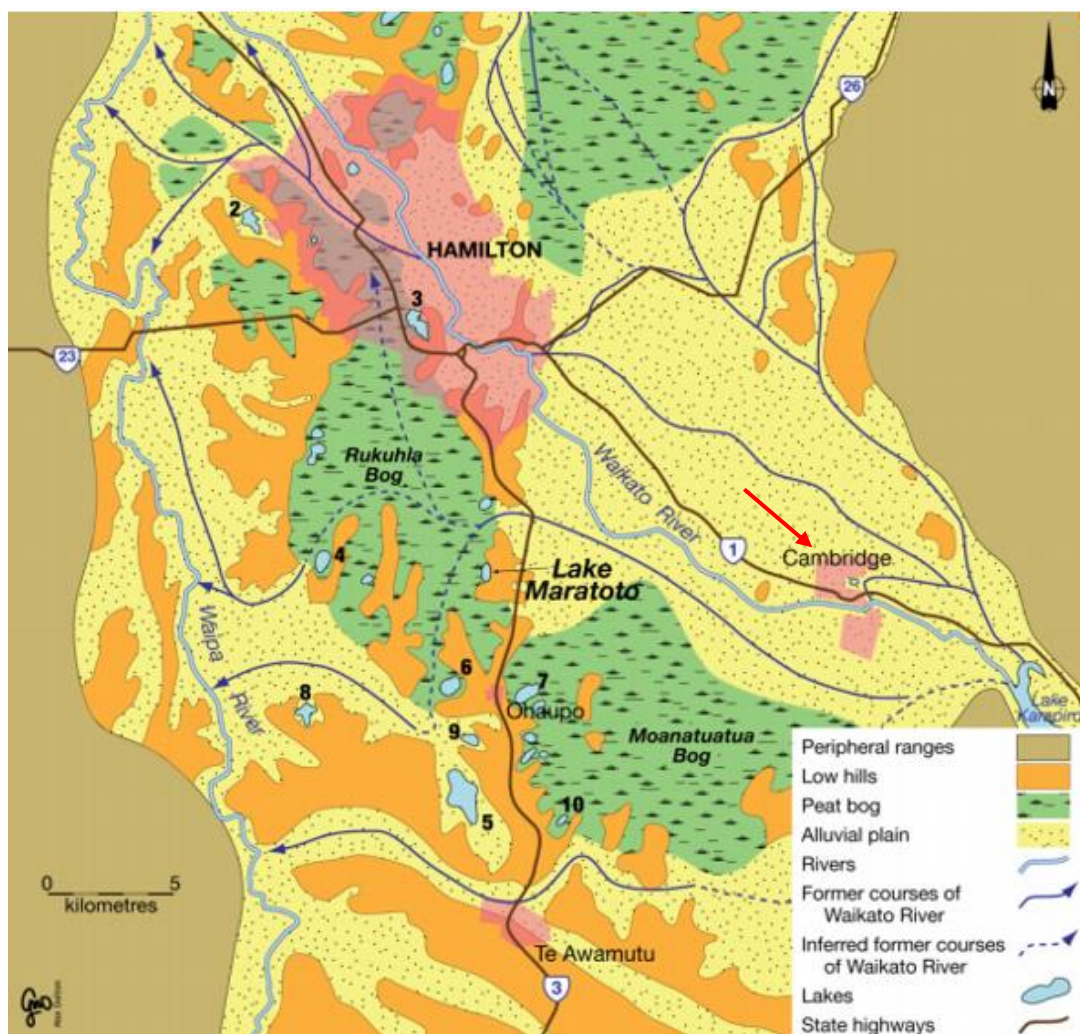 N
26
2
HAMILTON
3
23
Rukuhia
Bog
Waikato River
1
Cambridge
4
Lake
Maratoto
Waipa
River
6
7
8
Ohaupo
9
Moanatuatua
Bog
Lake
Karapiro
5
10
0 5
kilometres
Te Awamutu
3
Peripheral ranges
Low hills
Peat bog
Alluvial plain
Rivers
Former courses of
Waikato River
Inferred former courses
of Waikato River
Lakes
State highways